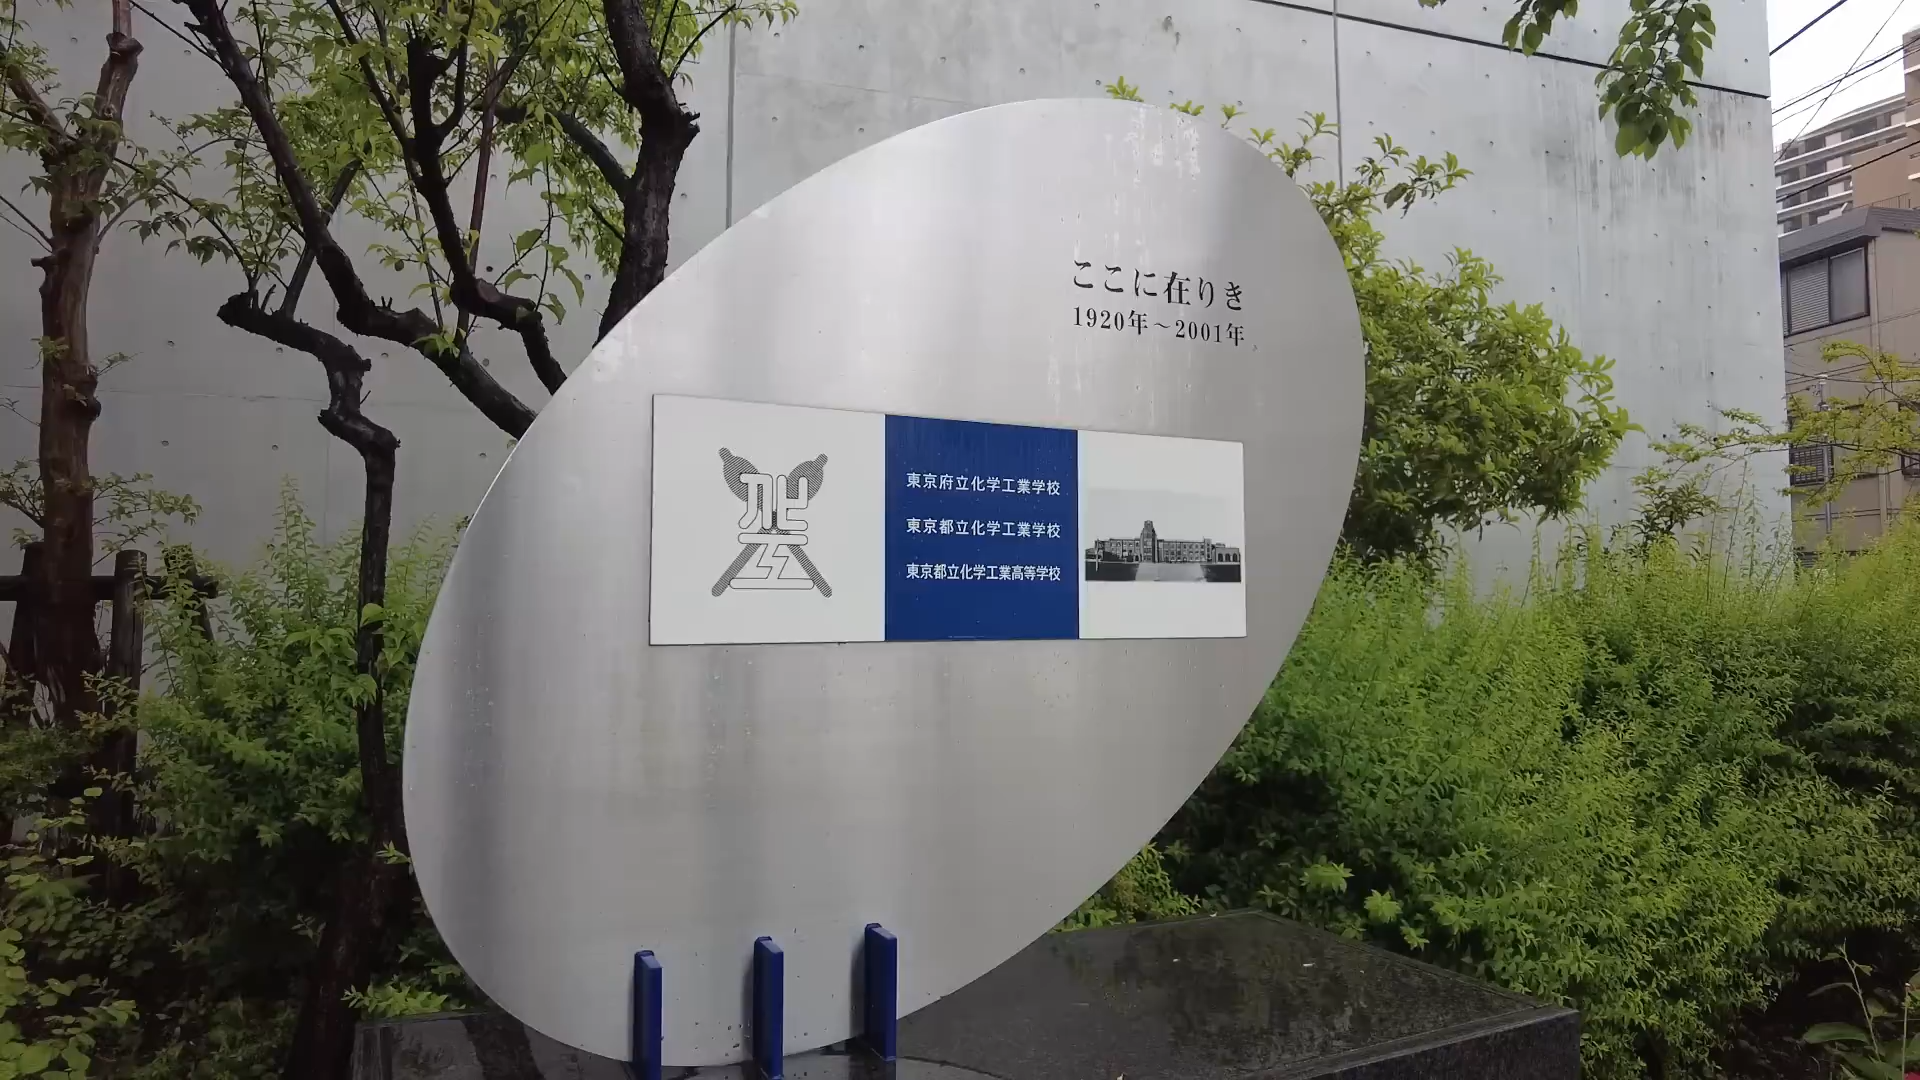 ここに在りき
1920年～2001年
化工
東京府立化学工業学校
東京都立化学工業学校
東京都立化学工業高等学校